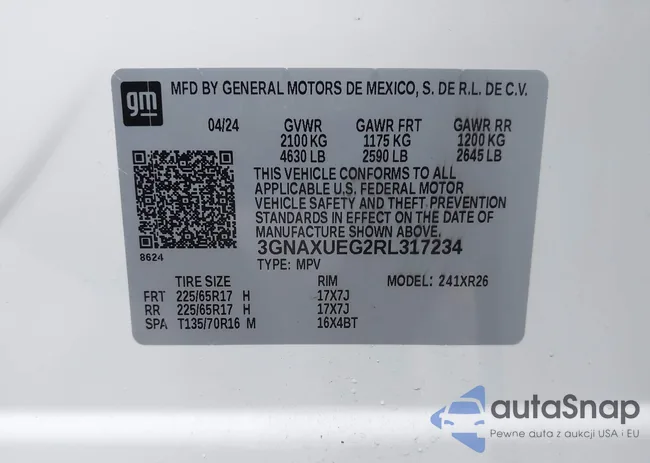 gm
MFD BY GENERAL MOTORS DE MEXICO, S. DE R.L. DE C.V.
04/24 GVWR GAWR FRT GAWR RR
2100 KG 1175 KG 1200 KG
4630 LB 2590 LB 2645 LB
THIS VEHICLE CONFORMS TO ALL
APPLICABLE U.S. FEDERAL MOTOR
VEHICLE SAFETY AND THEFT PREVENTION
STANDARDS IN EFFECT ON THE DATE OF
MANUFACTURE SHOWN ABOVE.
8624 3GNAXUEG2RL317234
TYPE: MPV
TIRE SIZE RIM MODEL: 241XR26
FRT 225/65R17 H 17X7J
RR 225/65R17 H 17X7J
SPA T135/70R16 M 16X4BT
autaSnap
Pewne auta z aukcji USA i EU